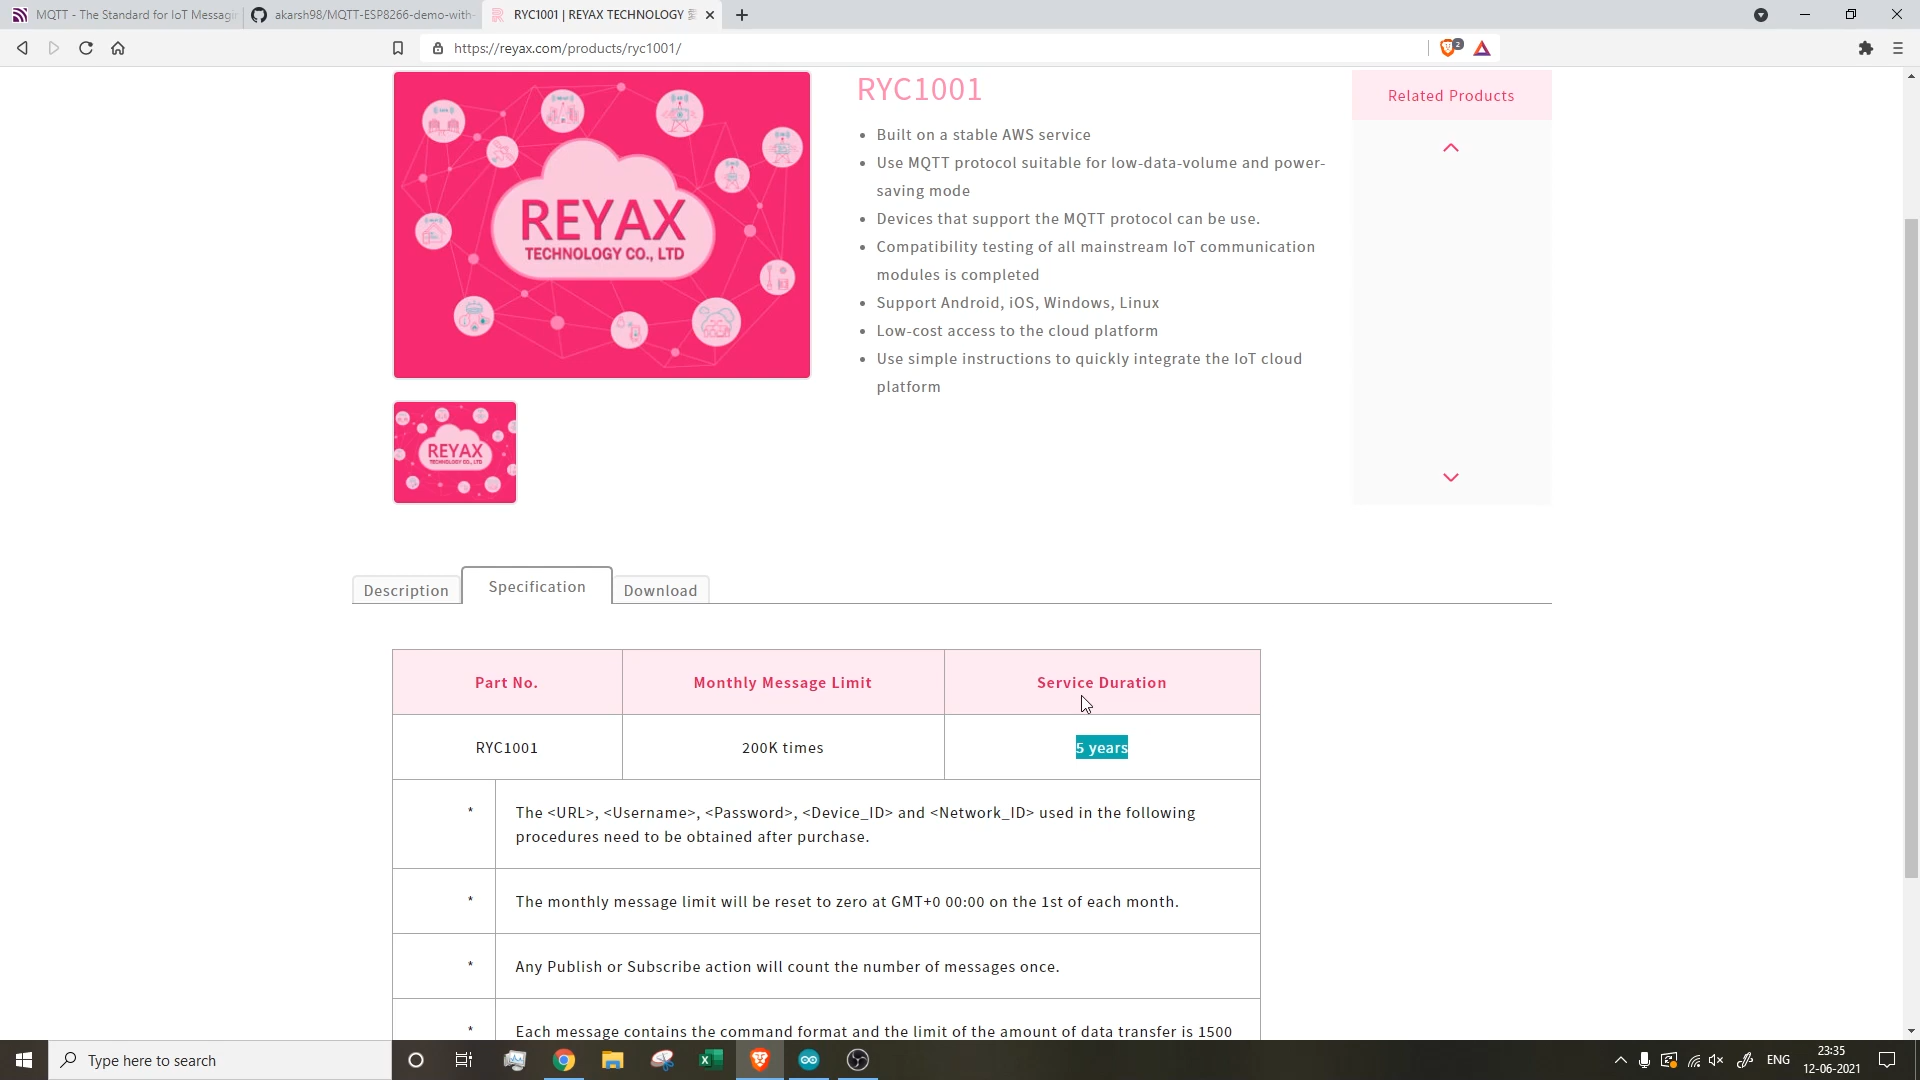 MQTT - The Standard for IoT Messagin
akarsh98/MQTT-ESP8266-demo-with-
RYC1001 | REYAX TECHNOLOGY
https://reyax.com/products/ryc1001/
2
REYAX
TECHNOLOGY CO., LTD
REYAX
TECHNOLOGY CO., LTD
RYC1001
Built on a stable AWS service
Use MQTT protocol suitable for low-data-volume and power-
saving mode
Devices that support the MQTT protocol can be use.
Compatibility testing of all mainstream IoT communication
modules is completed
Support Android, iOS, Windows, Linux
Low-cost access to the cloud platform
Use simple instructions to quickly integrate the IoT cloud
platform
Related Products
Description
Specification
Download
Part No.
Monthly Message Limit
Service Duration
RYC1001
200K times
5 years
* The <URL>, <Username>, <Password>, <Device_ID> and <Network_ID> used in the following
procedures need to be obtained after purchase.
* The monthly message limit will be reset to zero at GMT+0 00:00 on the 1st of each month.
* Any Publish or Subscribe action will count the number of messages once.
* Each message contains the command format and the limit of the amount of data transfer is 1500
Type here to search
ENG
23:35
12-06-2021